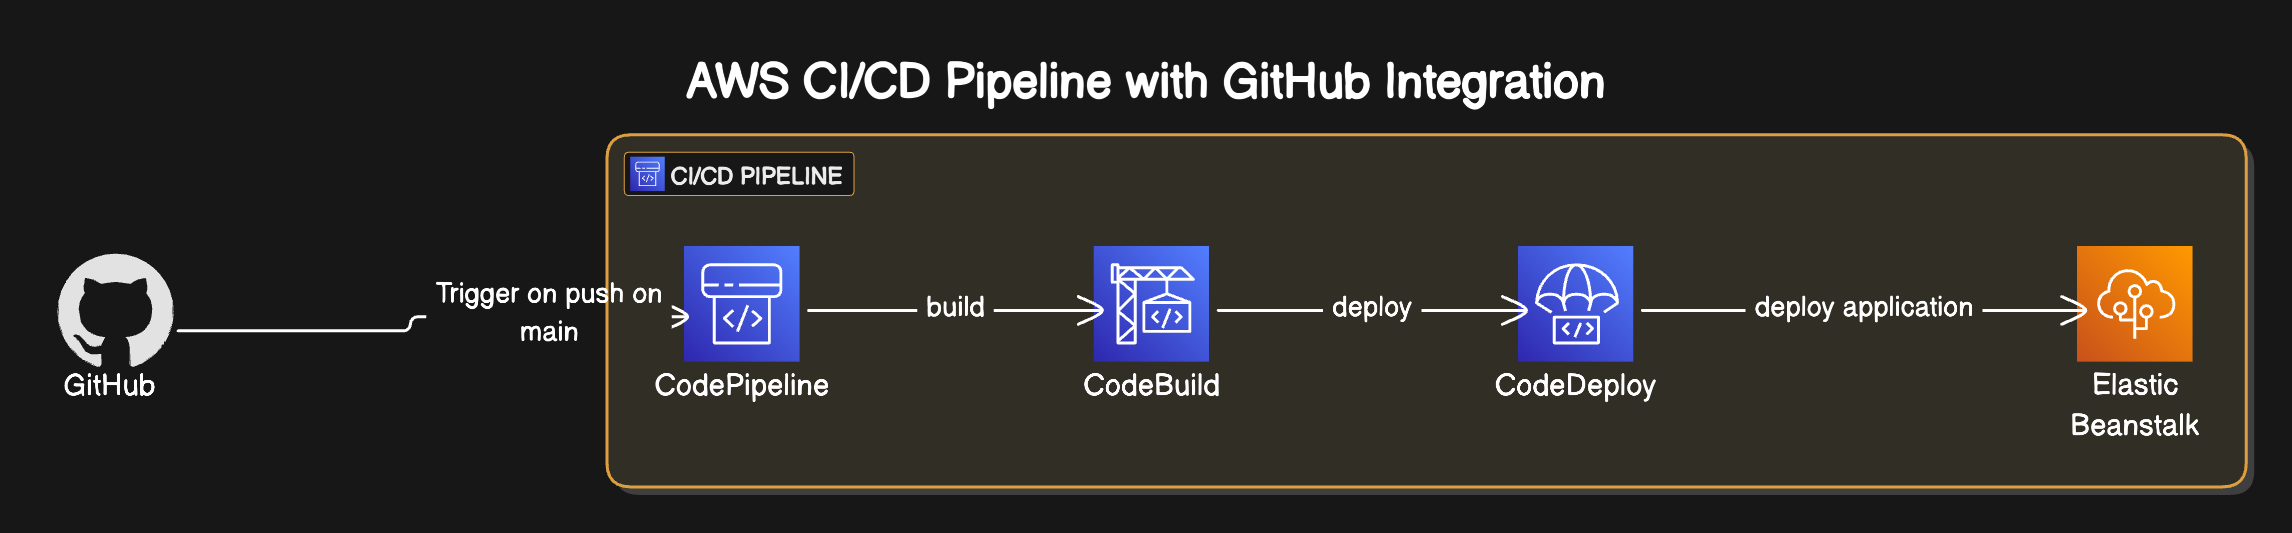 AWS CI/CD Pipeline with GitHub Integration
CI/CD PIPELINE
Trigger on push on
main
build
deploy
deploy application
GitHub
CodePipeline
CodeBuild
CodeDeploy
Elastic
Beanstalk